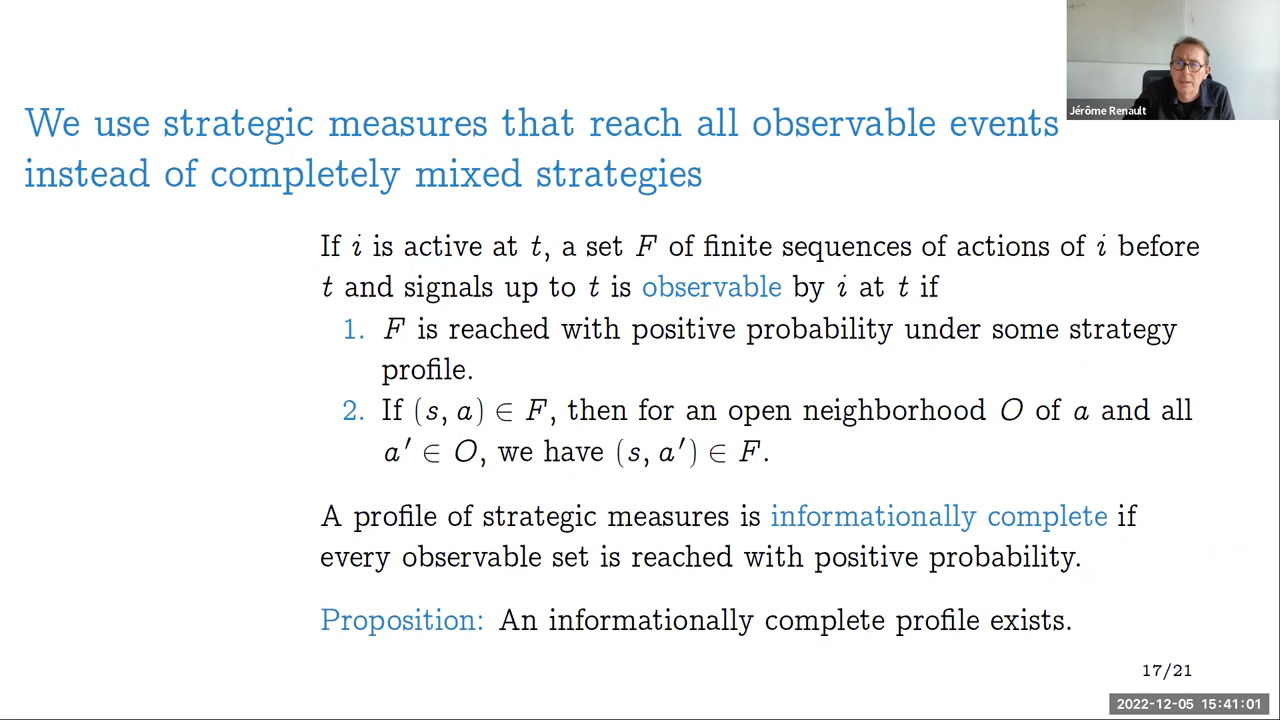 We use strategic measures that reach all observable events
instead of completely mixed strategies
Jérôme Renault
If i is active at t, a set F of finite sequences of actions of i before
t and signals up to t is observable by i at t if
1. F is reached with positive probability under some strategy
profile.
2. If (s, a) ∈ F, then for an open neighborhood O of a and all
a′ ∈ O, we have (s, a′) ∈ F.
A profile of strategic measures is informationally complete if
every observable set is reached with positive probability.
Proposition: An informationally complete profile exists.
17/21
2022-12-05 15:41:01